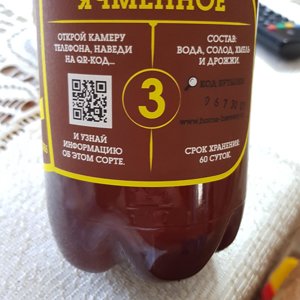 ЯЧМЕННОЕ
ОТКРОЙ КАМЕРУ
ТЕЛЕФОНА, НАВЕДИ
НА QR-КОД...
И УЗНАЙ
ИНФОРМАЦИЮ
ОБ ЭТОМ СОРТЕ.
3
СОСТАВ:
ВОДА, СОЛОД, ХМЕЛЬ
И ДРОЖЖИ.
КОД
СРОК ХРАНЕНИЯ:
60 СУТОК